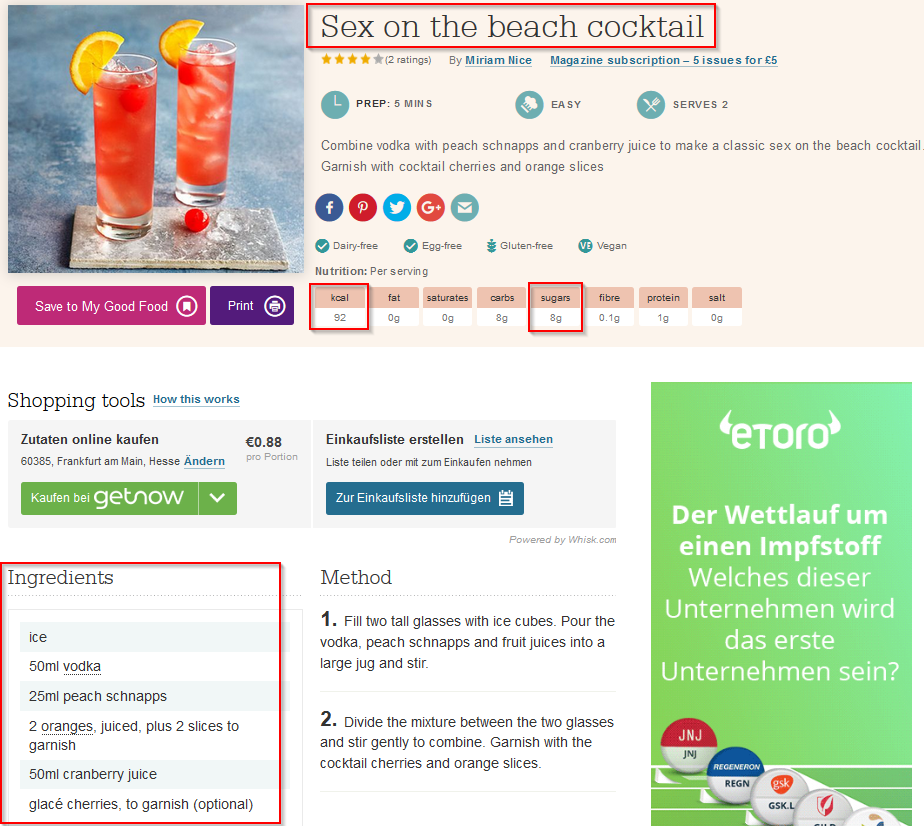 Sex on the beach cocktail
(2 ratings) By Miriam Nice Magazine subscription – 5 issues for £5
PREP: 5 MINS EASY SERVES 2
Combine vodka with peach schnapps and cranberry juice to make a classic sex on the beach cocktail.
Garnish with cocktail cherries and orange slices
f G+
Dairy-free Egg-free Gluten-free VE Vegan
Nutrition: Per serving
kcal fat saturates carbs sugars fibre protein salt
92 0g 0g 8g 8g 0.1g 1g 0g
Save to My Good Food Print
Shopping tools How this works
Zutaten online kaufen
€0.88
60385, Frankfurt am Main, Hesse Ändern
pro Portion
Kaufen bei getnow
Einkaufsliste erstellen Liste ansehen
Liste teilen oder mit zum Einkaufen nehmen
Zur Einkaufsliste hinzufügen
Powered by Whisk.com
Ingredients
ice
50ml vodka
25ml peach schnapps
2 oranges, juiced, plus 2 slices to
garnish
50ml cranberry juice
glacé cherries, to garnish (optional)
Method
1. Fill two tall glasses with ice cubes. Pour the
vodka, peach schnapps and fruit juices into a
large jug and stir.
2. Divide the mixture between the two glasses
and stir gently to combine. Garnish with the
cocktail cherries and orange slices.
eToro
Der Wettlauf um
einen Impfstoff
Welches dieser
Unternehmen wird
das erste
Unternehmen sein?
JNJ
JNJ
REGENERON
REGN
gsk
GSK.L